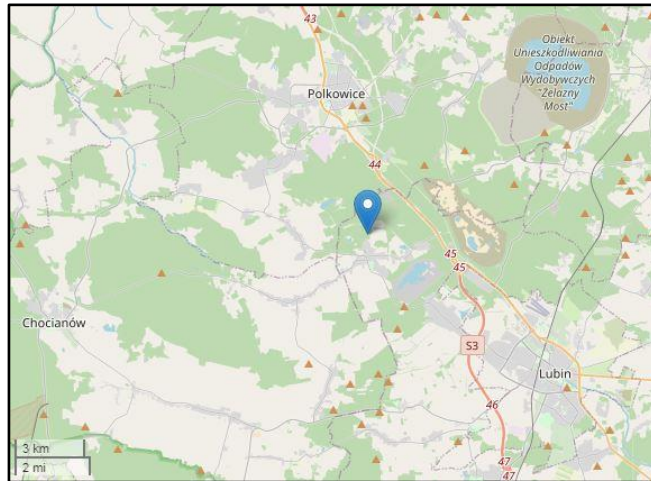 43
Obiekt
Unieszkodliwiania
Odpadów
Wydobywczych
"Żelazny
Most"
Polkowice
44
45
45
Chocianów
S3
Lubin
46
3 km
2 mi
47
47